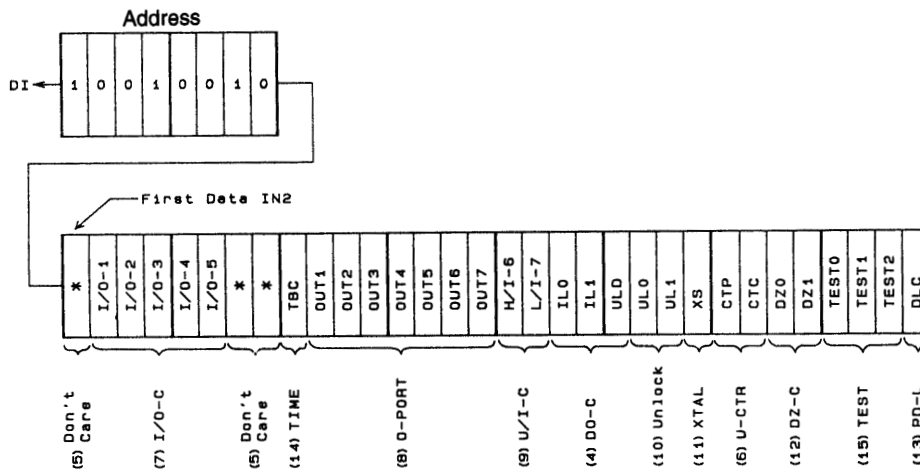 Address
DI
1 0 0 1 0 0 1 0
First Data IN2
*
I/O-1
I/O-2
I/O-3
I/O-4
I/O-5
*
*
TBC
OUT1
OUT2
OUT3
OUT4
OUT5
OUT6
OUT7
H/I-6
L/I-7
IL0
IL1
ULD
UL0
UL1
XS
CTP
CTC
DZ0
DZ1
TEST0
TEST1
TEST2
DLC
(5) Don't
Care
(7) I/O-C
(5) Don't
Care
(14) TIME
(8) O-PORT
(9) U/I-C
(4) DO-C
(10) Unlock
(11) XTAL
(6) U-CTR
(12) DZ-C
(15) TEST
(13) PD-L